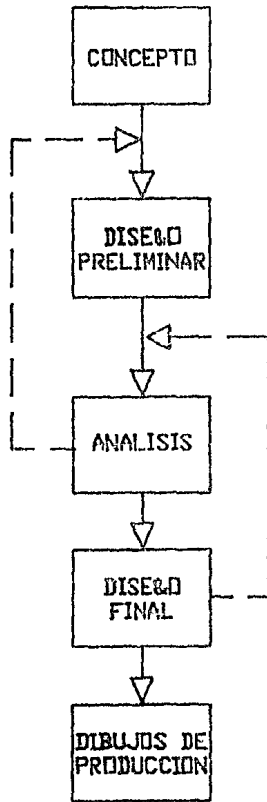 CONCEPTO
DISE&O
PRELIMINAR
ANALISIS
DISE&O
FINAL
DIBUJOS DE
PRODUCCION